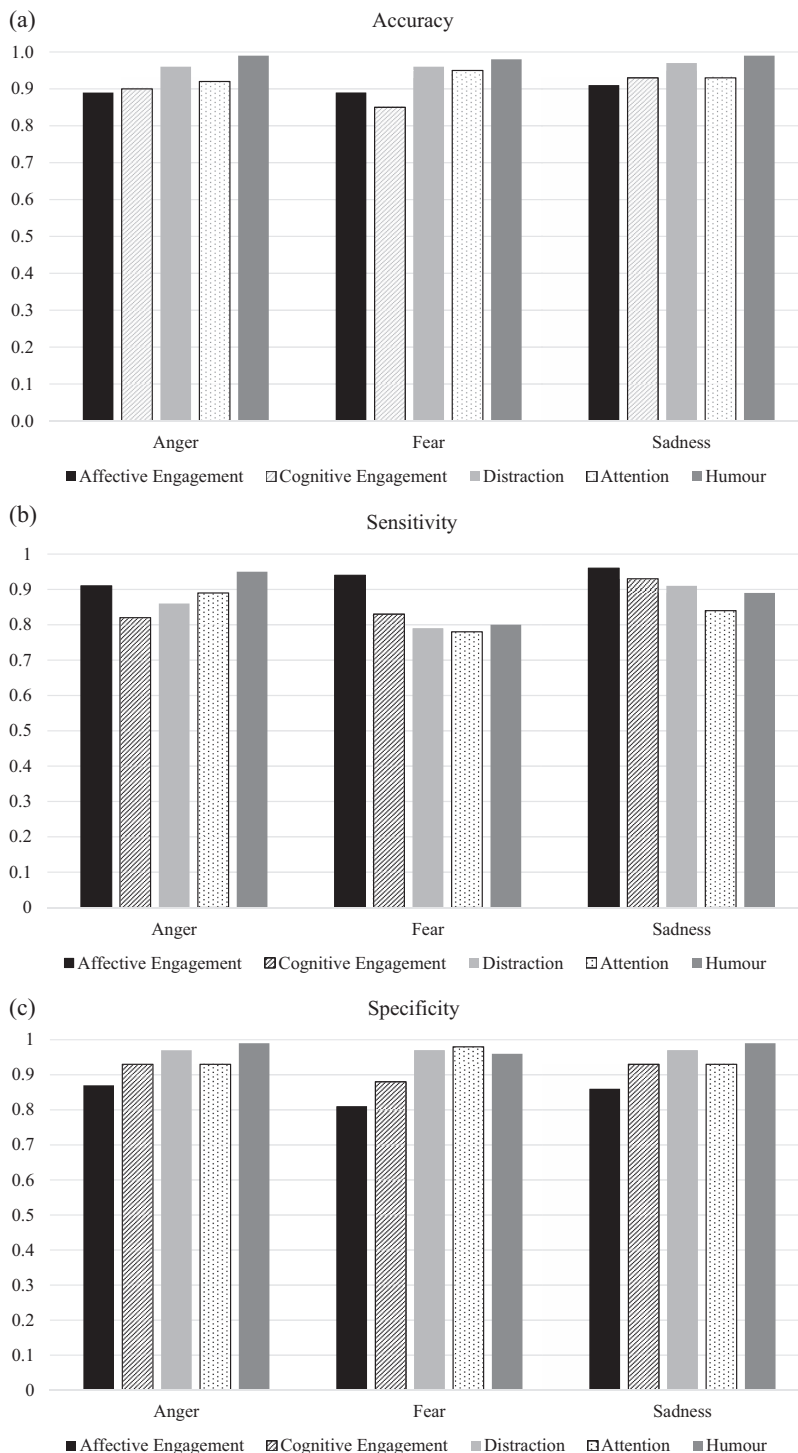 (a)
Accuracy
1.0
0.9
0.8
0.7
0.6
0.5
0.4
0.3
0.2
0.1
0.0
Anger Fear Sadness
Affective Engagement Cognitive Engagement Distraction Attention Humour
(b)
Sensitivity
1
0.9
0.8
0.7
0.6
0.5
0.4
0.3
0.2
0.1
0
Anger Fear Sadness
Affective Engagement Cognitive Engagement Distraction Attention Humour
(c)
Specificity
1
0.9
0.8
0.7
0.6
0.5
0.4
0.3
0.2
0.1
0
Anger Fear Sadness
Affective Engagement Cognitive Engagement Distraction Attention Humour